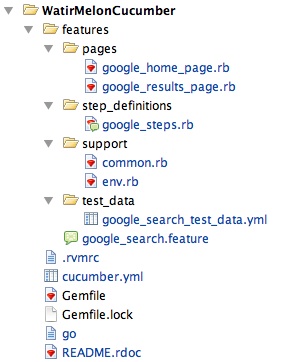 WatirMelonCucumber
features
pages
google_home_page.rb
google_results_page.rb
step_definitions
google_steps.rb
support
common.rb
env.rb
test_data
google_search_test_data.yml
google_search.feature
.rvmrc
cucumber.yml
Gemfile
Gemfile.lock
go
README.rdoc